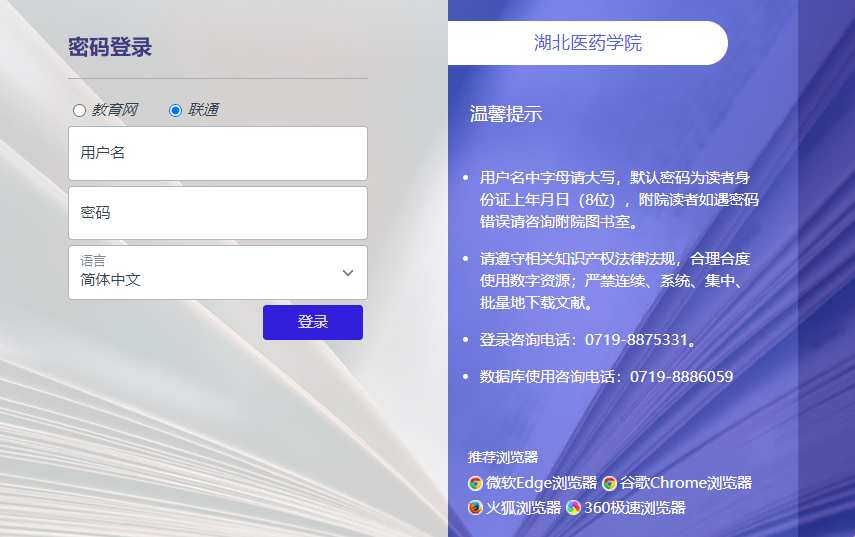 密码登录
教育网 联通
用户名
密码
语言
简体中文
登录
湖北医药学院
温馨提示
用户名中字母请大写，默认密码为读者身
份证上年月日（8位），附院读者如遇密码
错误请咨询附院图书室。
请遵守相关知识产权法律法规，合理合度
使用数字资源；严禁连续、系统、集中、
批量地下载文献。
登录咨询电话：0719-8875331。
数据库使用咨询电话：0719-8886059
推荐浏览器
微软Edge浏览器 谷歌Chrome浏览器
火狐浏览器 360极速浏览器